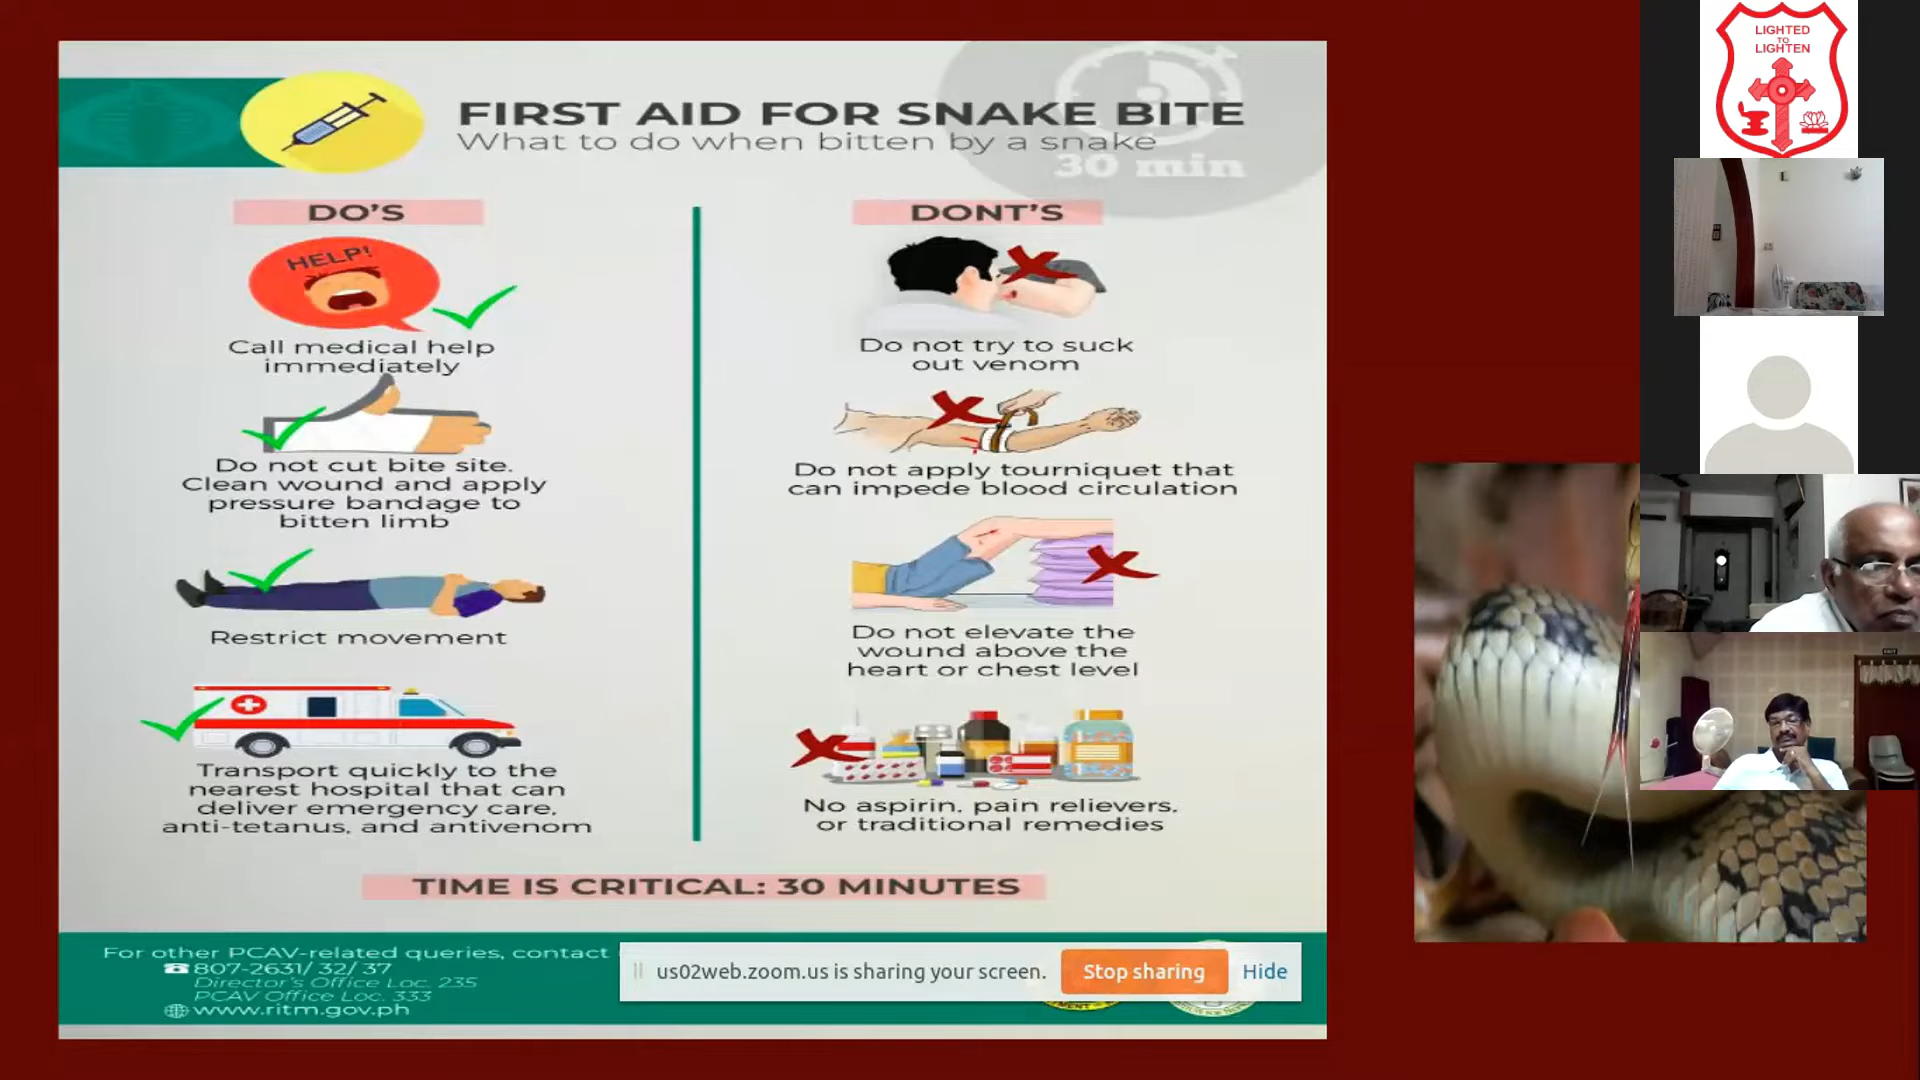 FIRST AID FOR SNAKE BITE
What to do when bitten by a snake
30 min
DO'S
HELP!
Call medical help
immediately
Do not cut bite site.
Clean wound and apply
pressure bandage to
bitten limb
Restrict movement
Transport quickly to the
nearest hospital that can
deliver emergency care,
anti-tetanus, and antivenom
DONT'S
Do not try to suck
out venom
Do not apply tourniquet that
can impede blood circulation
Do not elevate the
wound above the
heart or chest level
No aspirin, pain relievers,
or traditional remedies
TIME IS CRITICAL: 30 MINUTES
For other PCAV-related queries, contact
807-2631/ 32/ 37
Director's Office Loc. 235
PCAV Office Loc. 333
www.ritm.gov.ph
us02web.zoom.us is sharing your screen.
Stop sharing
Hide
LIGHTED
TO
LIGHTEN